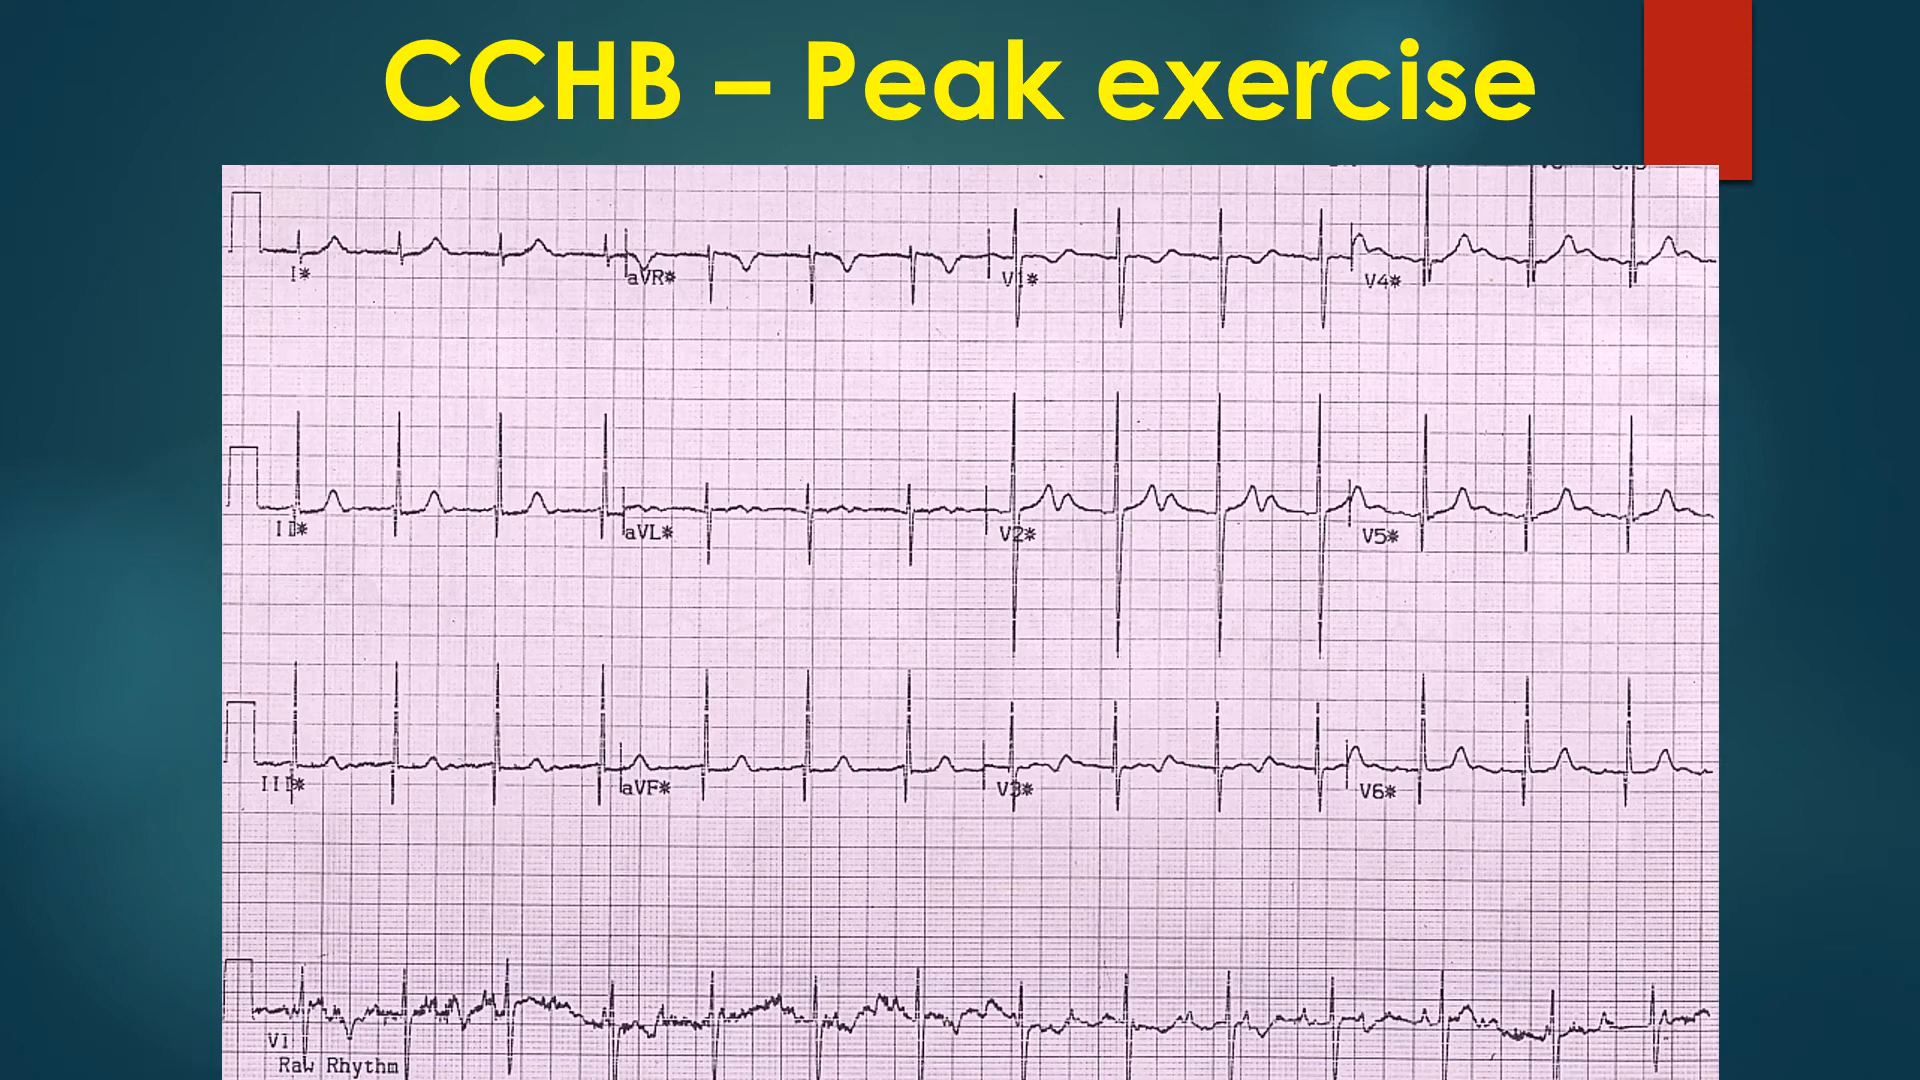 CCHB – Peak exercise
I* aVR* V1* V4*
II* aVL* V2* V5*
III* aVF* V3* V6*
V1
Raw Rhythm